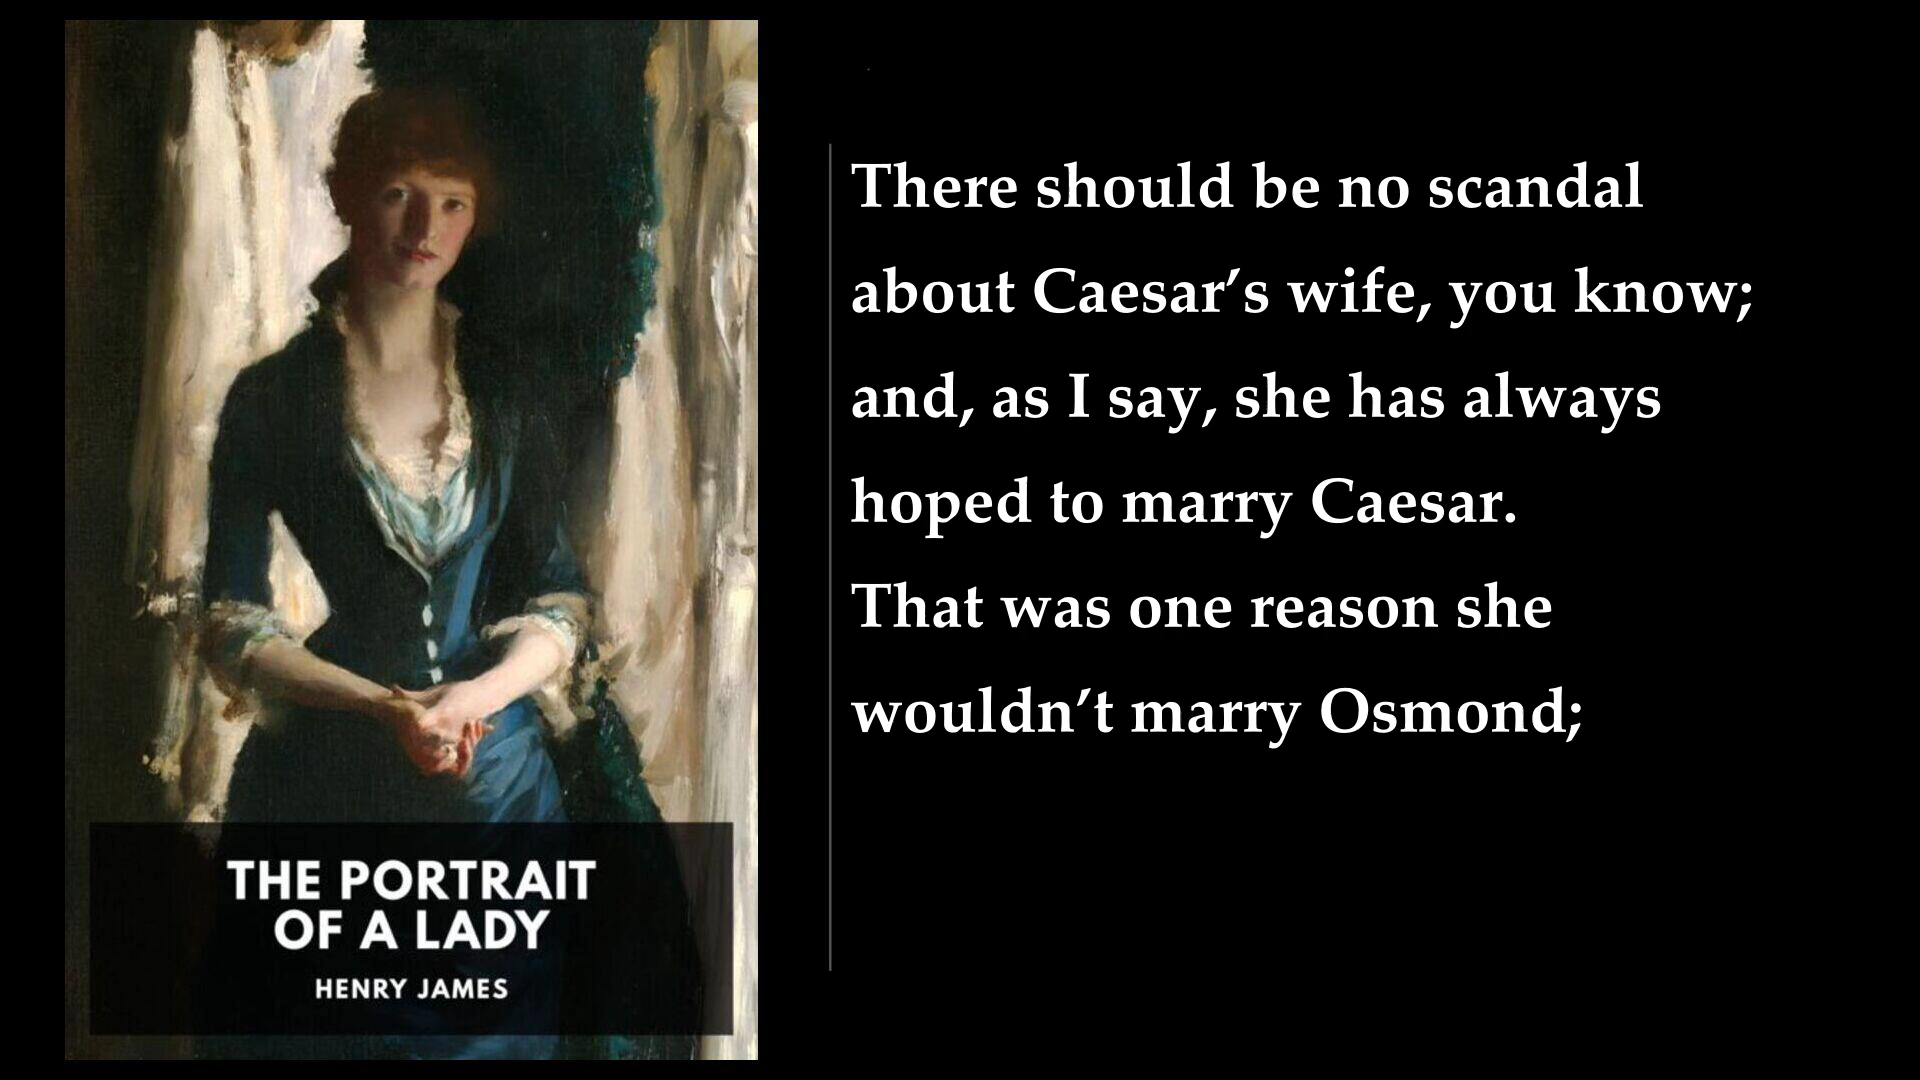 There should be no scandal
about Caesar’s wife, you know;
and, as I say, she has always
hoped to marry Caesar.
That was one reason she
wouldn’t marry Osmond;
THE PORTRAIT
OF A LADY
HENRY JAMES